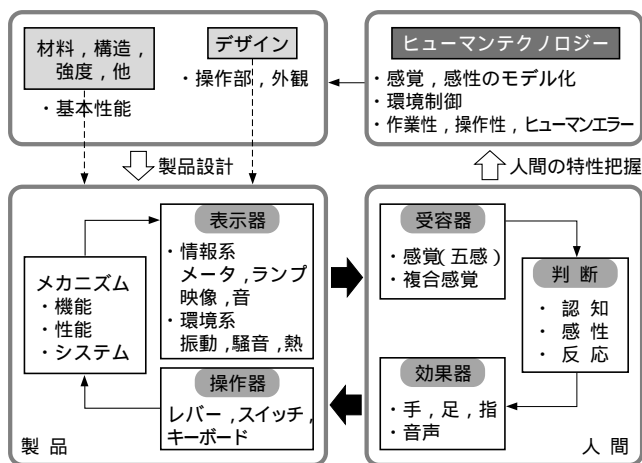 材料，構造，
強度，他
・基本性能
デザイン
・操作部，外観
ヒューマンテクノロジー
・感覚，感性のモデル化
・環境制御
・作業性，操作性，ヒューマンエラー
製品設計
人間の特性把握
メカニズム
・機能
・性能
・システム
表示器
・情報系
メータ，ランプ
映像，音
・環境系
振動，騒音，熱
操作器
レバー，スイッチ，
キーボード
製 品
受容器
・感覚（五感）
・複合感覚
判 断
・認 知
・感 性
・反 応
効果器
・手，足，指
・音声
人 間